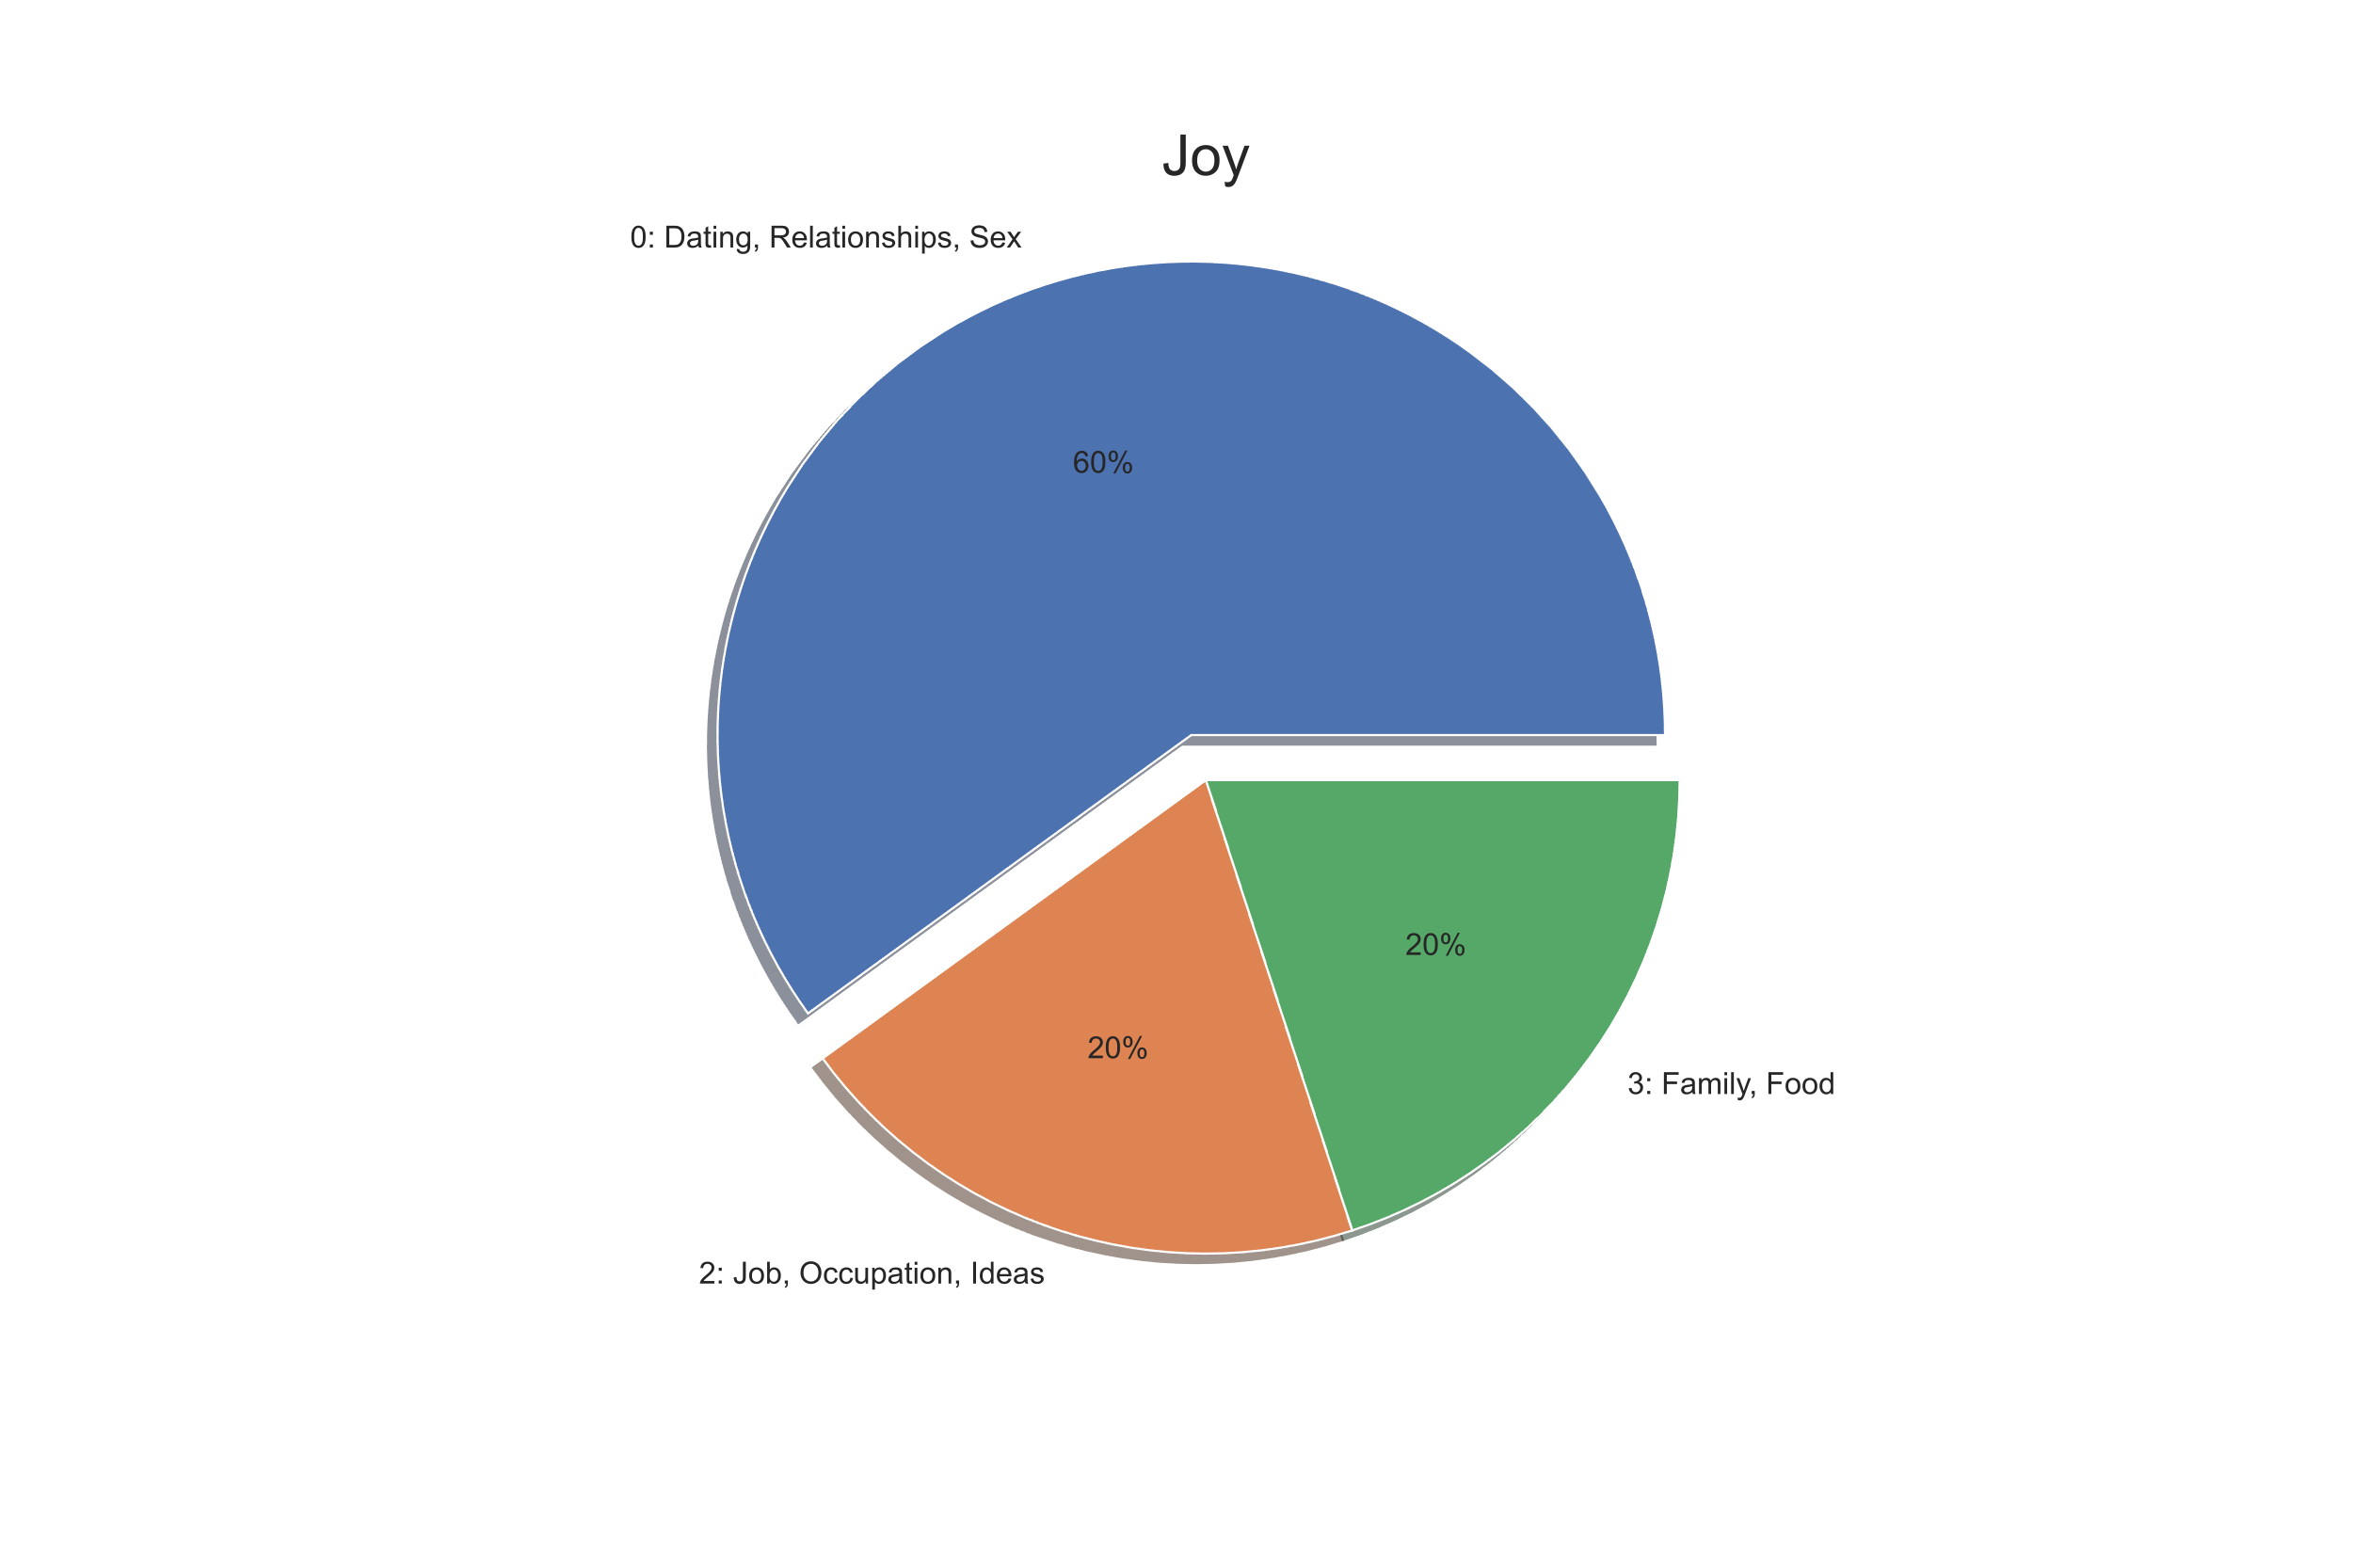 Joy
0: Dating, Relationships, Sex
60%
20%
20%
3: Family, Food
2: Job, Occupation, Ideas